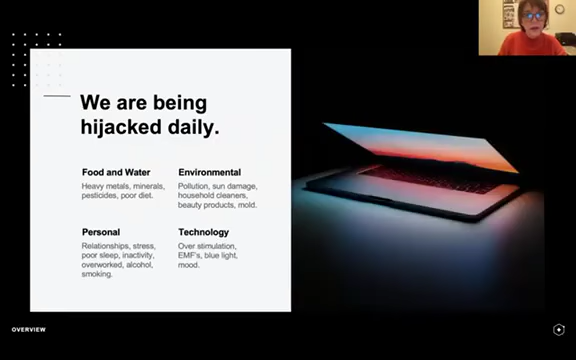 We are being
hijacked daily.
Food and Water
Heavy metals, minerals,
pesticides, poor diet.
Environmental
Pollution, sun damage,
household cleaners,
beauty products, mold.
Personal
Relationships, stress,
poor sleep, inactivity,
overworked, alcohol,
smoking.
Technology
Over stimulation,
EMF's, blue light,
mood.
OVERVIEW